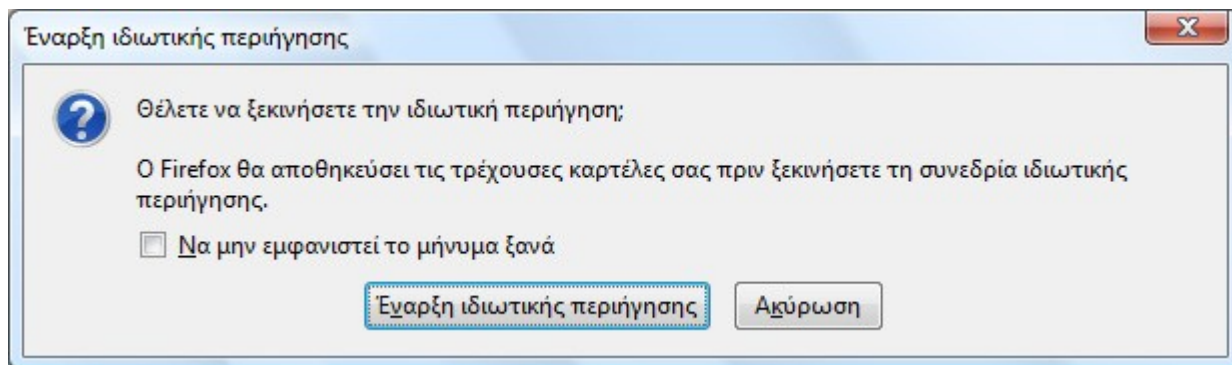 Έναρξη ιδιωτικής περιήγησης
Θέλετε να ξεκινήσετε την ιδιωτική περιήγηση;
Ο Firefox θα αποθηκεύσει τις τρέχουσες καρτέλες σας πριν ξεκινήσετε τη συνεδρία ιδιωτικής
περιήγησης.
Να μην εμφανιστεί το μήνυμα ξανά
Έναρξη ιδιωτικής περιήγησης Ακύρωση